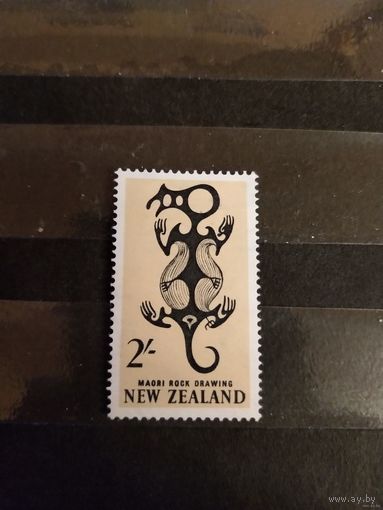 2/-
MAORI ROCK DRAWING
NEW ZEALAND
www.ay.by